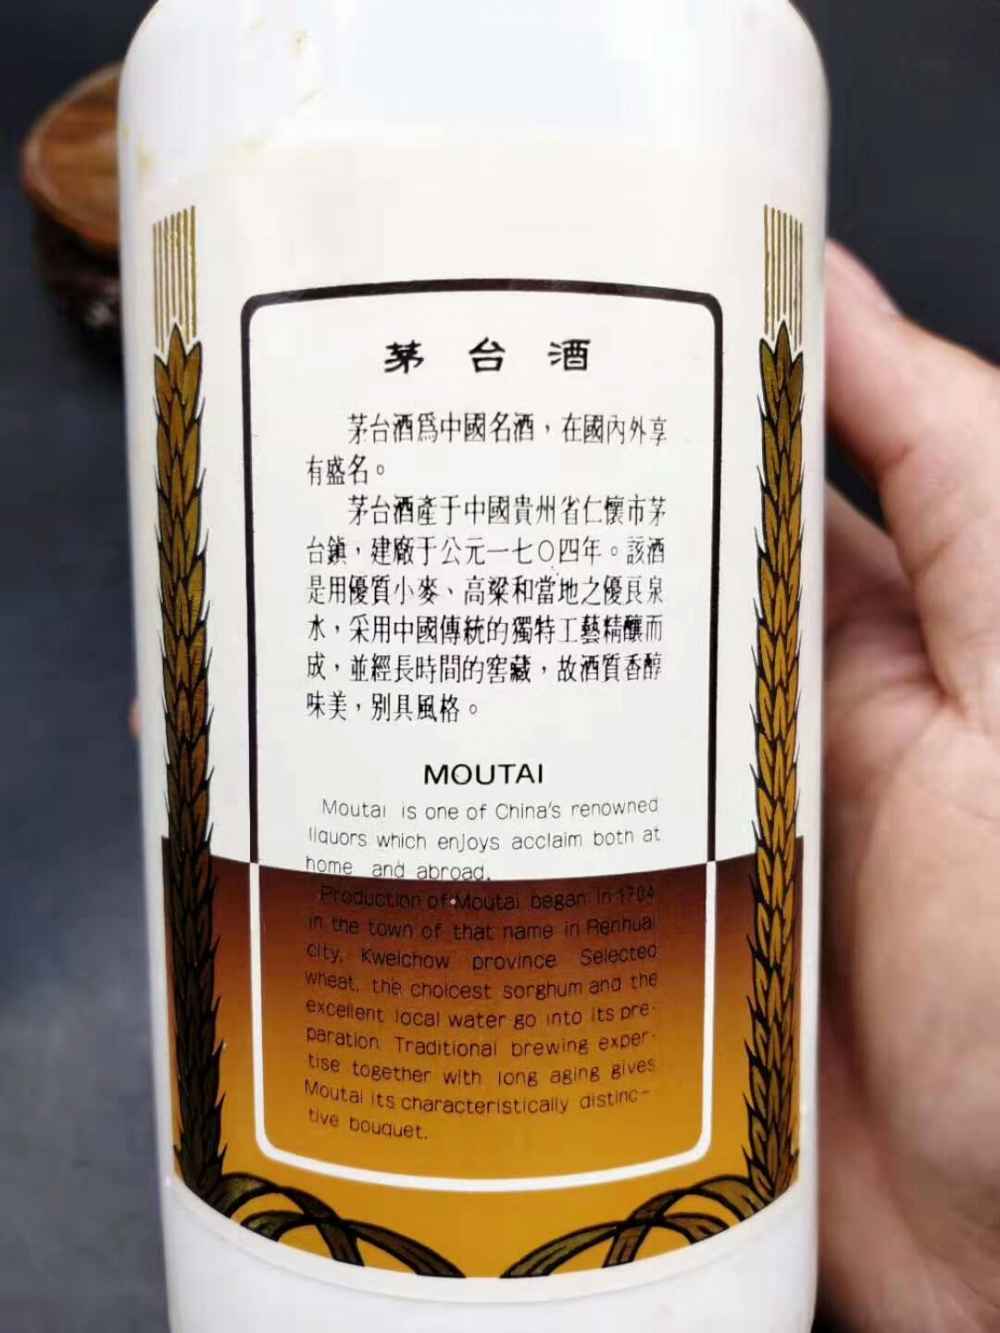 茅台酒
茅台酒爲中國名酒，在國內外享
有盛名。
茅台酒產于中國貴州省仁懷市茅
台鎮，建廠于公元一七〇四年。該酒
是用優質小麥、高粱和當地之優良泉
水，采用中國傳統的獨特工藝精釀而
成，並經長時間的窖藏，故酒質香醇
味美，别具風格。
MOUTAI
Moutai is one of China's renowned
liquors which enjoys acclaim both at
home and abroad.
Production of Moutai began in 1704
in the town of that name in Renhuai
city, Kweichow province Selected
wheat, the choicest sorghum and the
excellent local water go into its pre-
paration Traditional brewing exper-
tise together with long aging gives
Moutai its characteristically distinc-
tive bouquet.